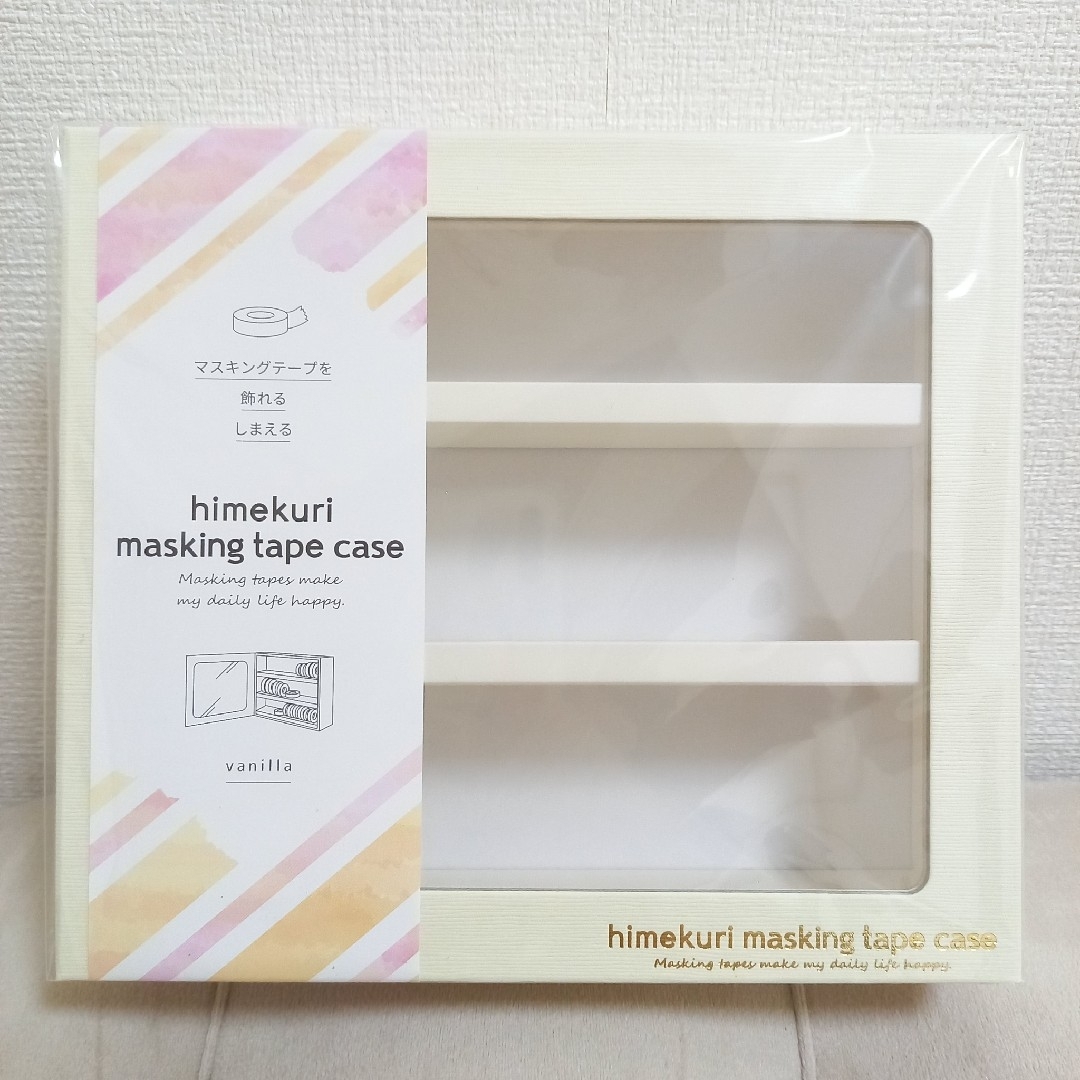 マスキングテープを
飾れる
しまえる
himekuri
masking tape case
Masking tapes make
my daily life happy.
vanilla
himekuri masking tape case
Masking tapes make my daily life happy.